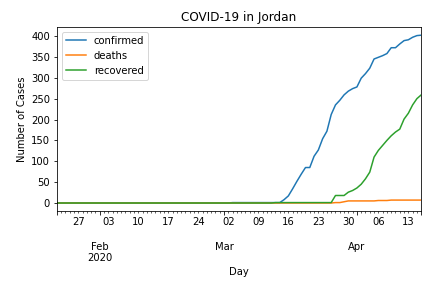 COVID-19 in Jordan
confirmed
deaths
recovered
Number of Cases
400
350
300
250
200
150
100
50
0
27 03 10 17 24 02 09 16 23 30 06 13
Feb Mar Apr
2020
Day